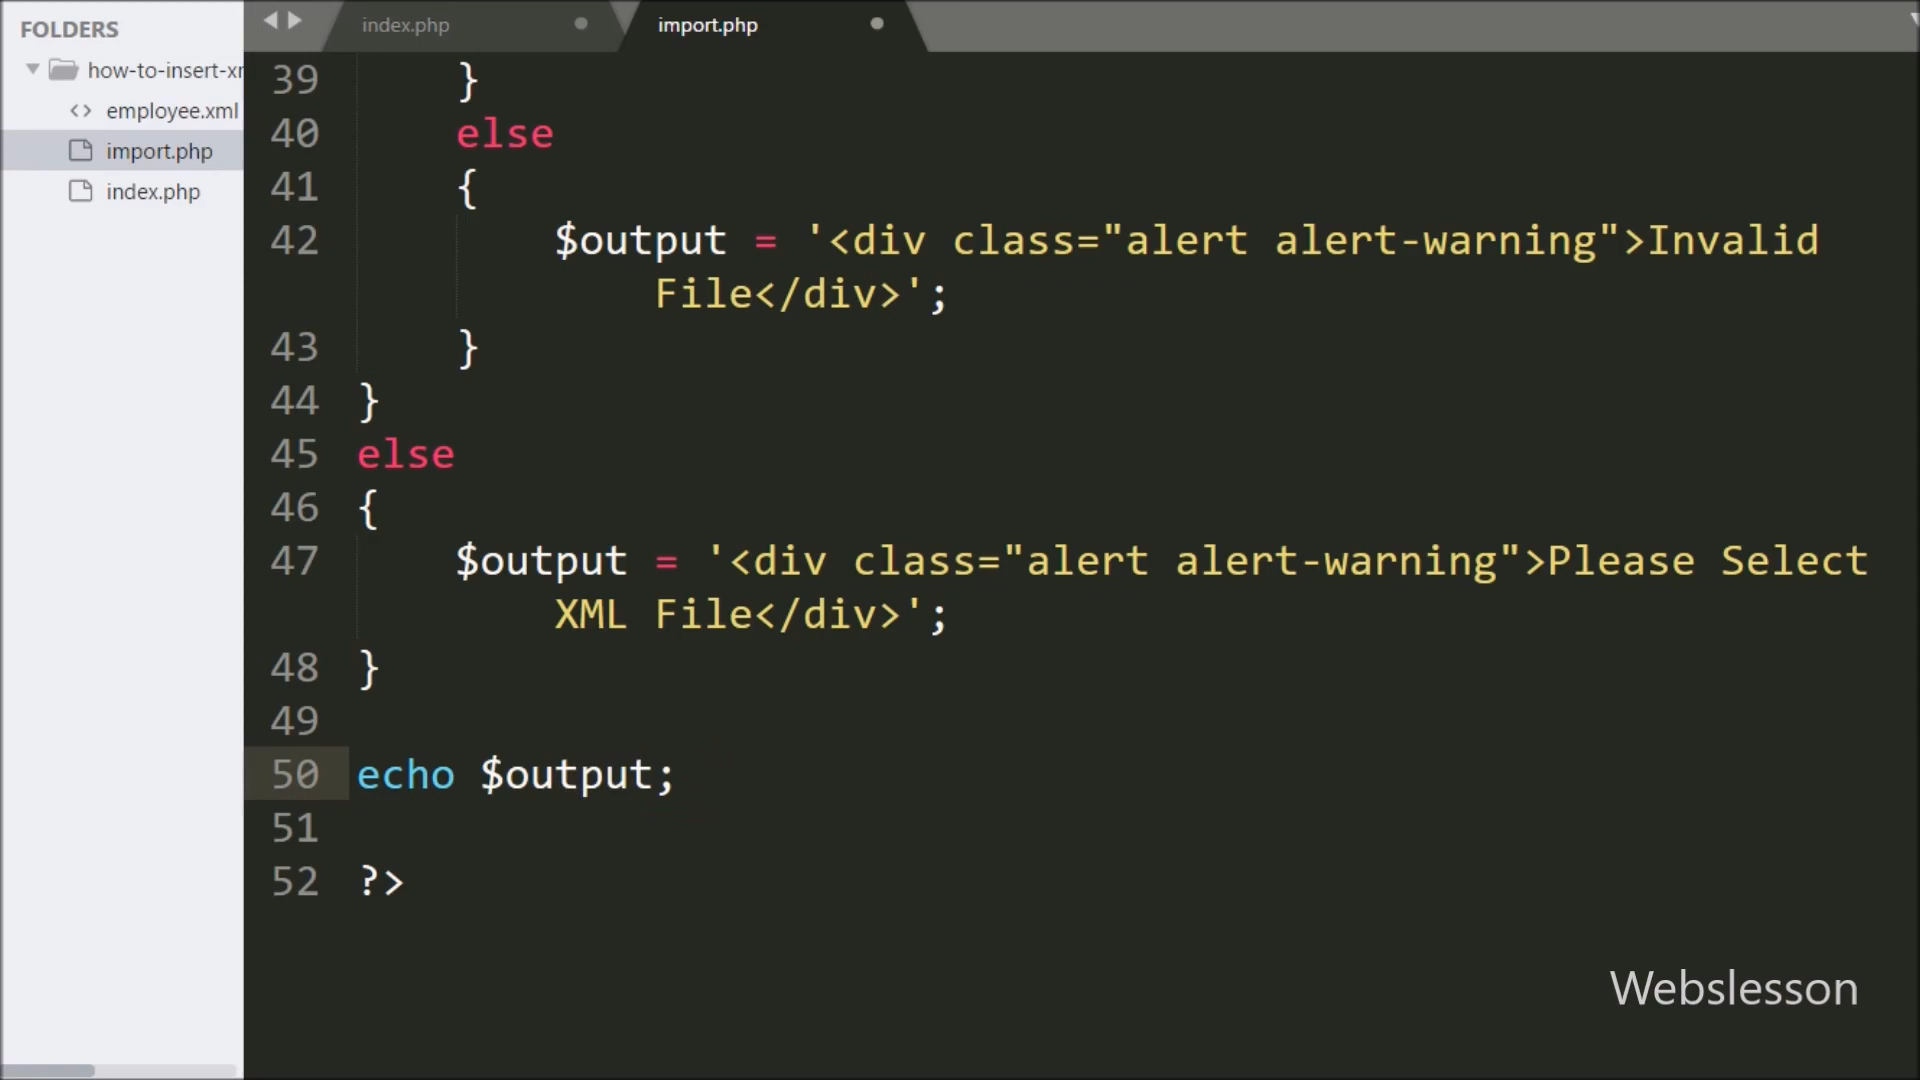 FOLDERS
how-to-insert-xm
employee.xml
import.php
index.php
index.php
import.php
39 }
40 else
41 {
42 $output = '<div class="alert alert-warning">Invalid
File</div>';
43 }
44 }
45 else
46 {
47 $output = '<div class="alert alert-warning">Please Select
XML File</div>';
48 }
49
50 echo $output;
51
52 ?>
Webslesson